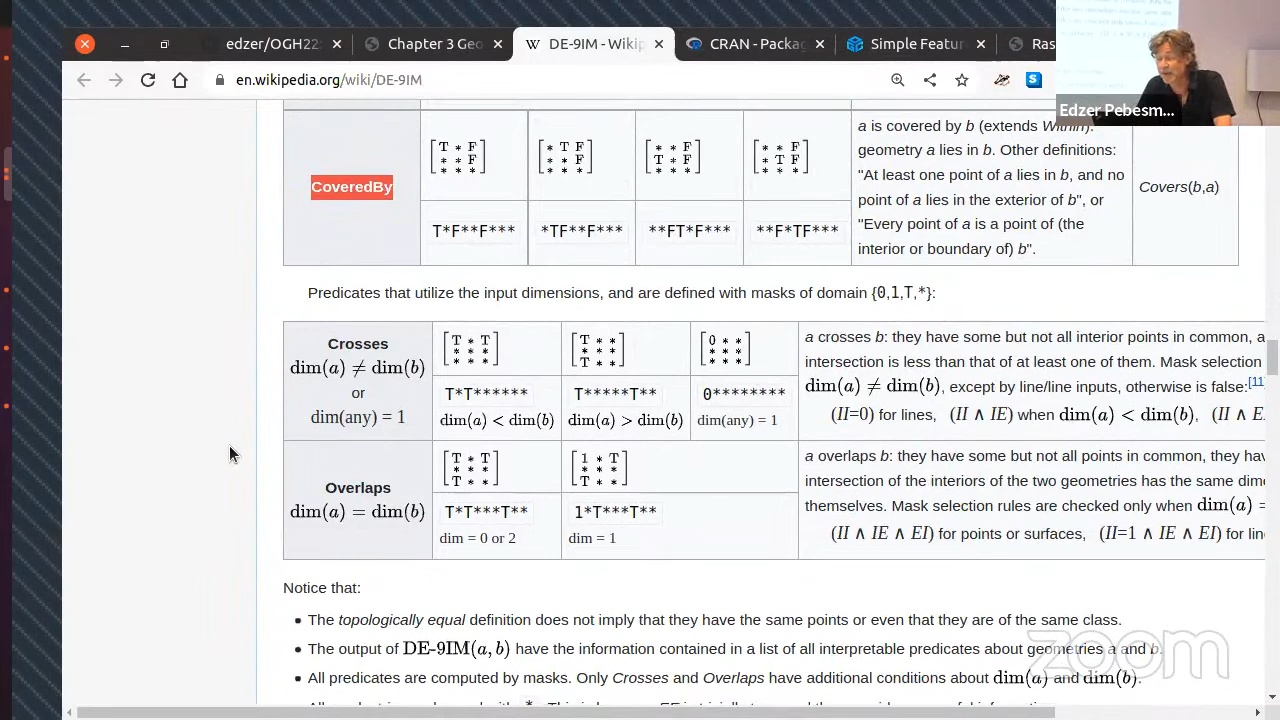 edzer/OGH22-
Chapter 3 Geo
DE-9IM - Wikip
CRAN - Packag
Simple Featur
Ras
en.wikipedia.org/wiki/DE-9IM
Edzer Pebesm...
CoveredBy
[T * F
* * F
* * *]
[* T F
* * F
* * *]
[* * F
T * F
* * *]
[* * F
* T F
* * *]
T*F**F***
*TF**F***
**FT*F***
**F*TF***
a is covered by b (extends Within):
geometry a lies in b. Other definitions:
"At least one point of a lies in b, and no
point of a lies in the exterior of b", or
"Every point of a is a point of (the
interior or boundary of) b".
Covers(b,a)
Predicates that utilize the input dimensions, and are defined with masks of domain {0,1,T,*}:
Crosses
dim(a) ≠ dim(b)
or
dim(any) = 1
[T * T
* * *
* * *]
[T * *
* * *
T * *]
[0 * *
* * *
* * *]
T*T******
T*****T**
0********
dim(a) < dim(b)
dim(a) > dim(b)
dim(any) = 1
a crosses b: they have some but not all interior points in common, a
intersection is less than that of at least one of them. Mask selection
dim(a) ≠ dim(b), except by line/line inputs, otherwise is false:[11]
(II=0) for lines, (II ∧ IE) when dim(a) < dim(b), (II ∧ E
Overlaps
dim(a) = dim(b)
[T * T
* * *
T * *]
[1 * T
* * *
T * *]
T*T***T**
1*T***T**
dim = 0 or 2
dim = 1
a overlaps b: they have some but not all points in common, they hav
intersection of the interiors of the two geometries has the same dime
themselves. Mask selection rules are checked only when dim(a) =
(II ∧ IE ∧ EI) for points or surfaces, (II=1 ∧ IE ∧ EI) for line
Notice that:
The topologically equal definition does not imply that they have the same points or even that they are of the same class.
The output of DE-9IM(a, b) have the information contained in a list of all interpretable predicates about geometries a and b.
All predicates are computed by masks. Only Crosses and Overlaps have additional conditions about dim(a) and dim(b).
zoom